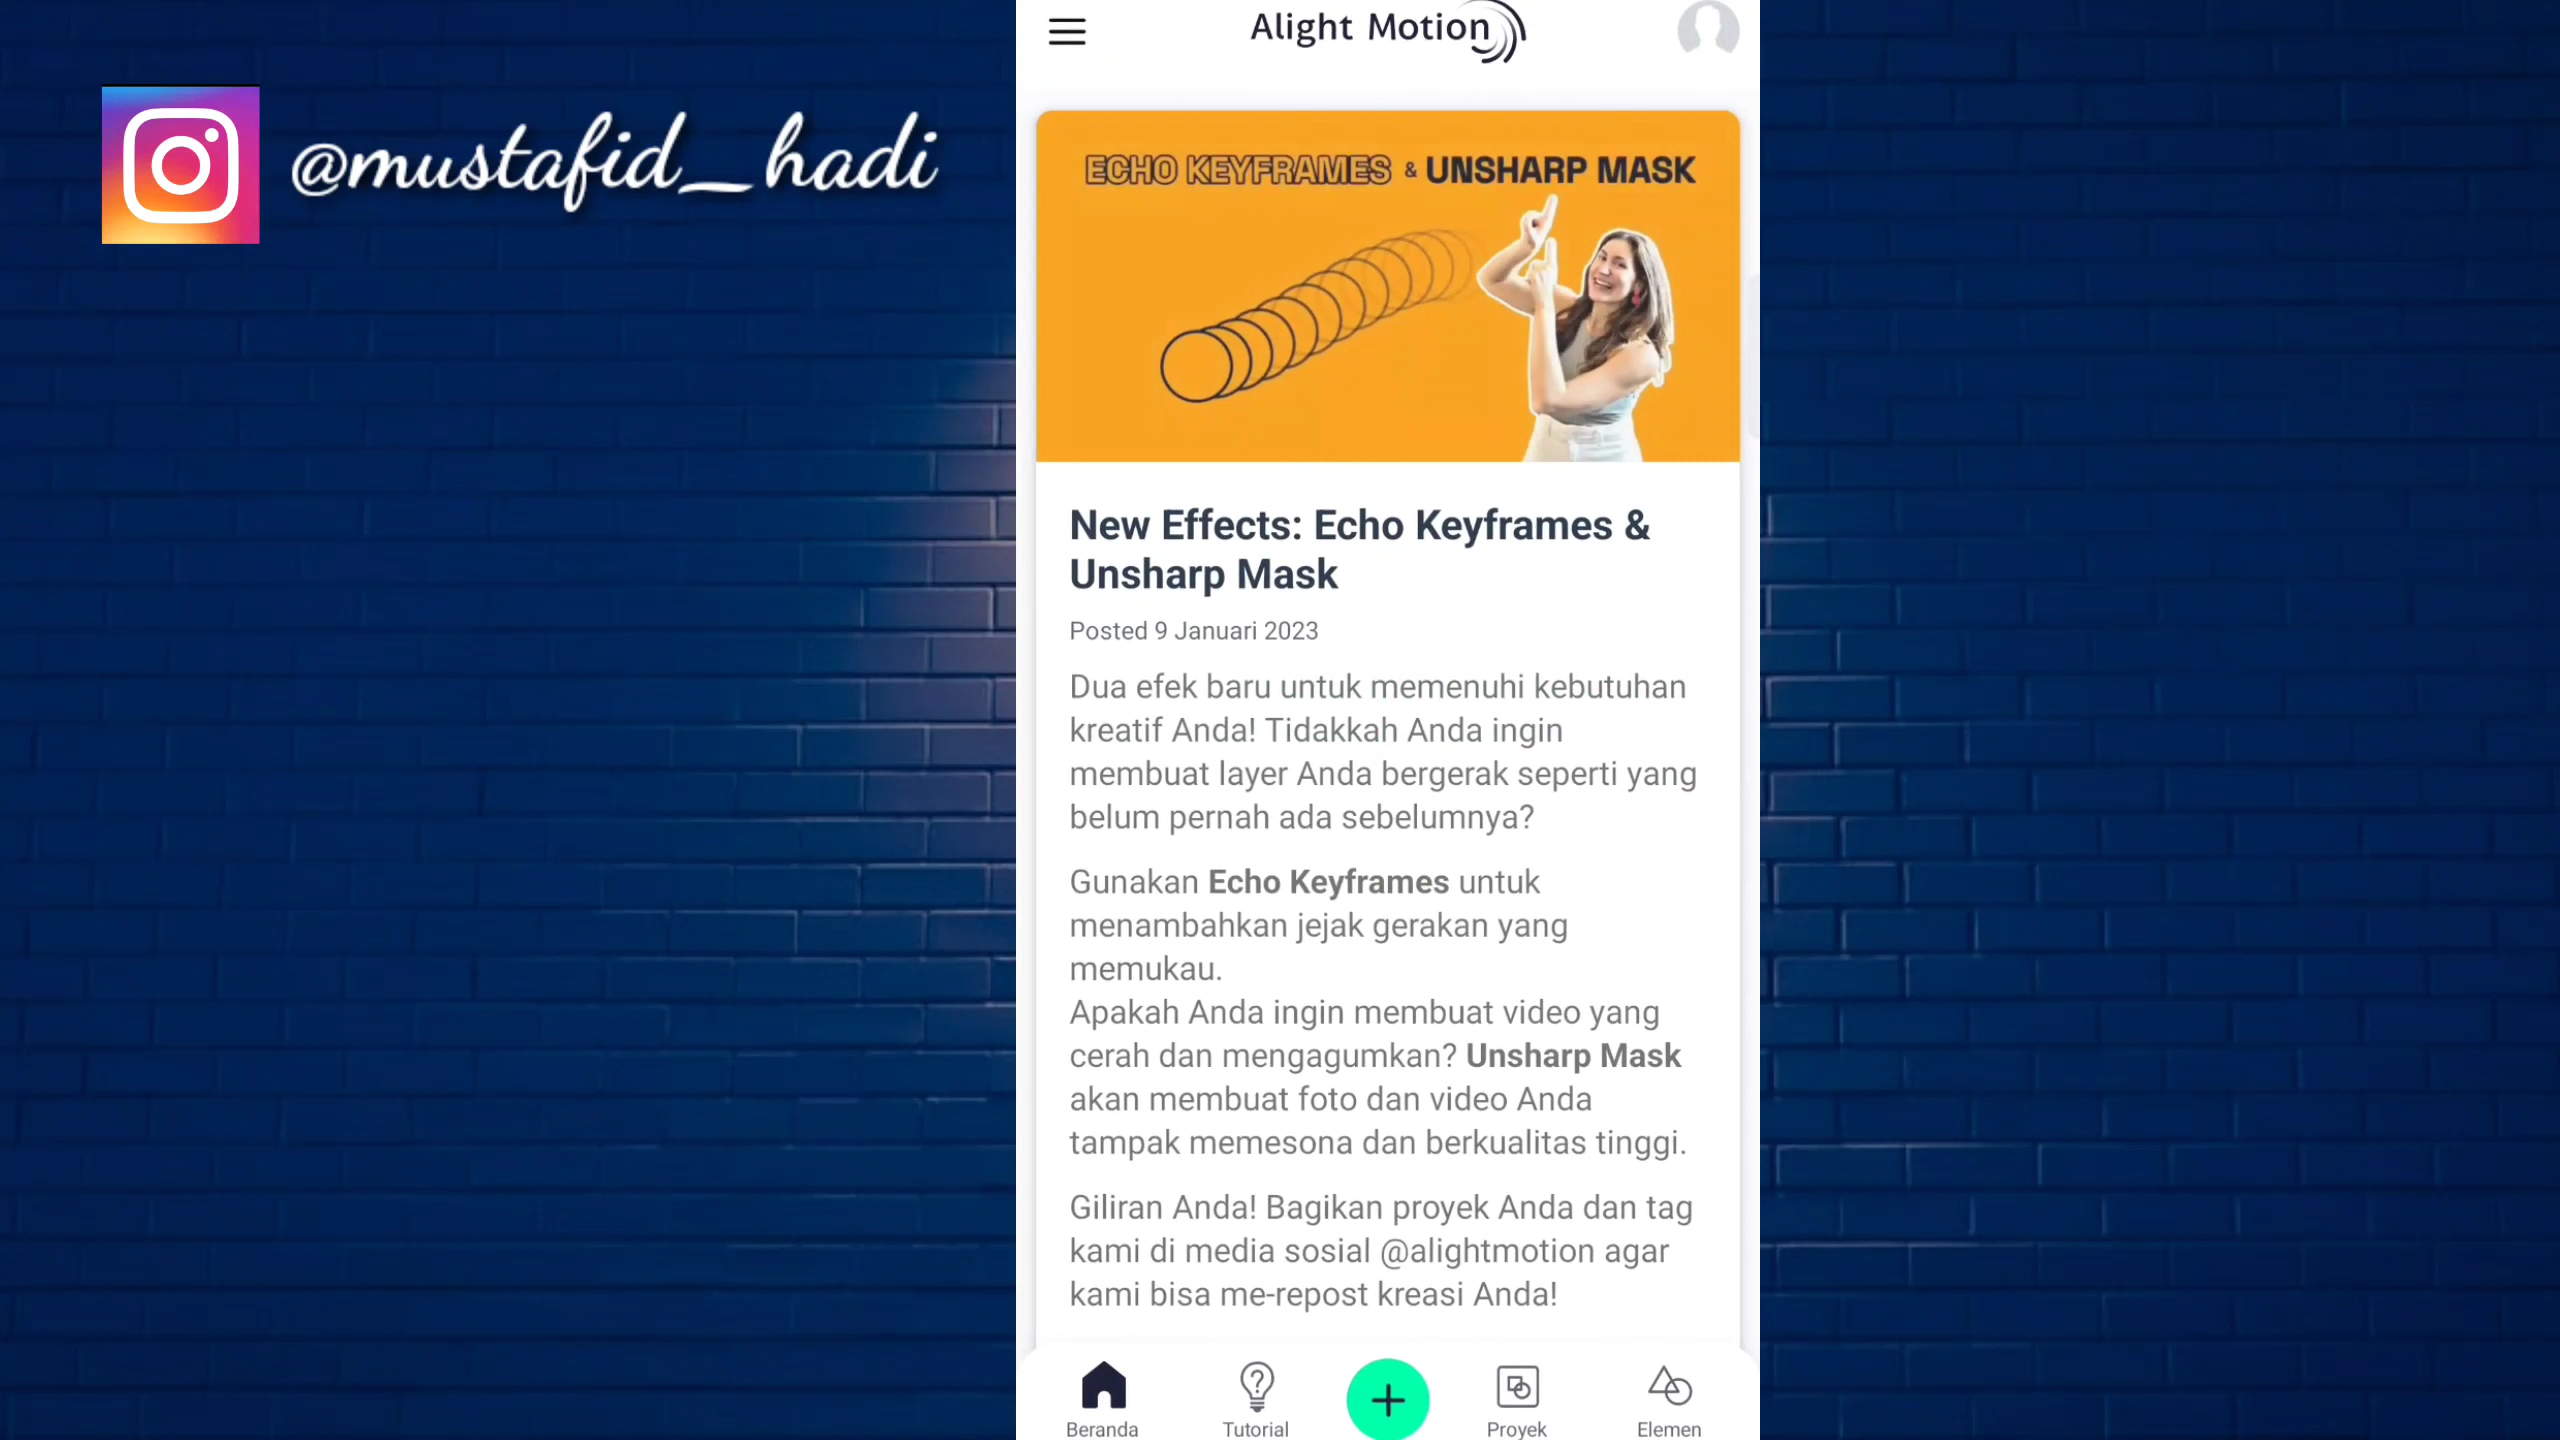 @mustafid_hadi
Alight Motion
ECHO KEYFRAMES & UNSHARP MASK
New Effects: Echo Keyframes &
Unsharp Mask
Posted 9 Januari 2023
Dua efek baru untuk memenuhi kebutuhan
kreatif Anda! Tidakkah Anda ingin
membuat layer Anda bergerak seperti yang
belum pernah ada sebelumnya?
Gunakan Echo Keyframes untuk
menambahkan jejak gerakan yang
memukau.
Apakah Anda ingin membuat video yang
cerah dan mengagumkan? Unsharp Mask
akan membuat foto dan video Anda
tampak memesona dan berkualitas tinggi.
Giliran Anda! Bagikan proyek Anda dan tag
kami di media sosial @alightmotion agar
kami bisa me-repost kreasi Anda!
Beranda Tutorial Proyek Elemen